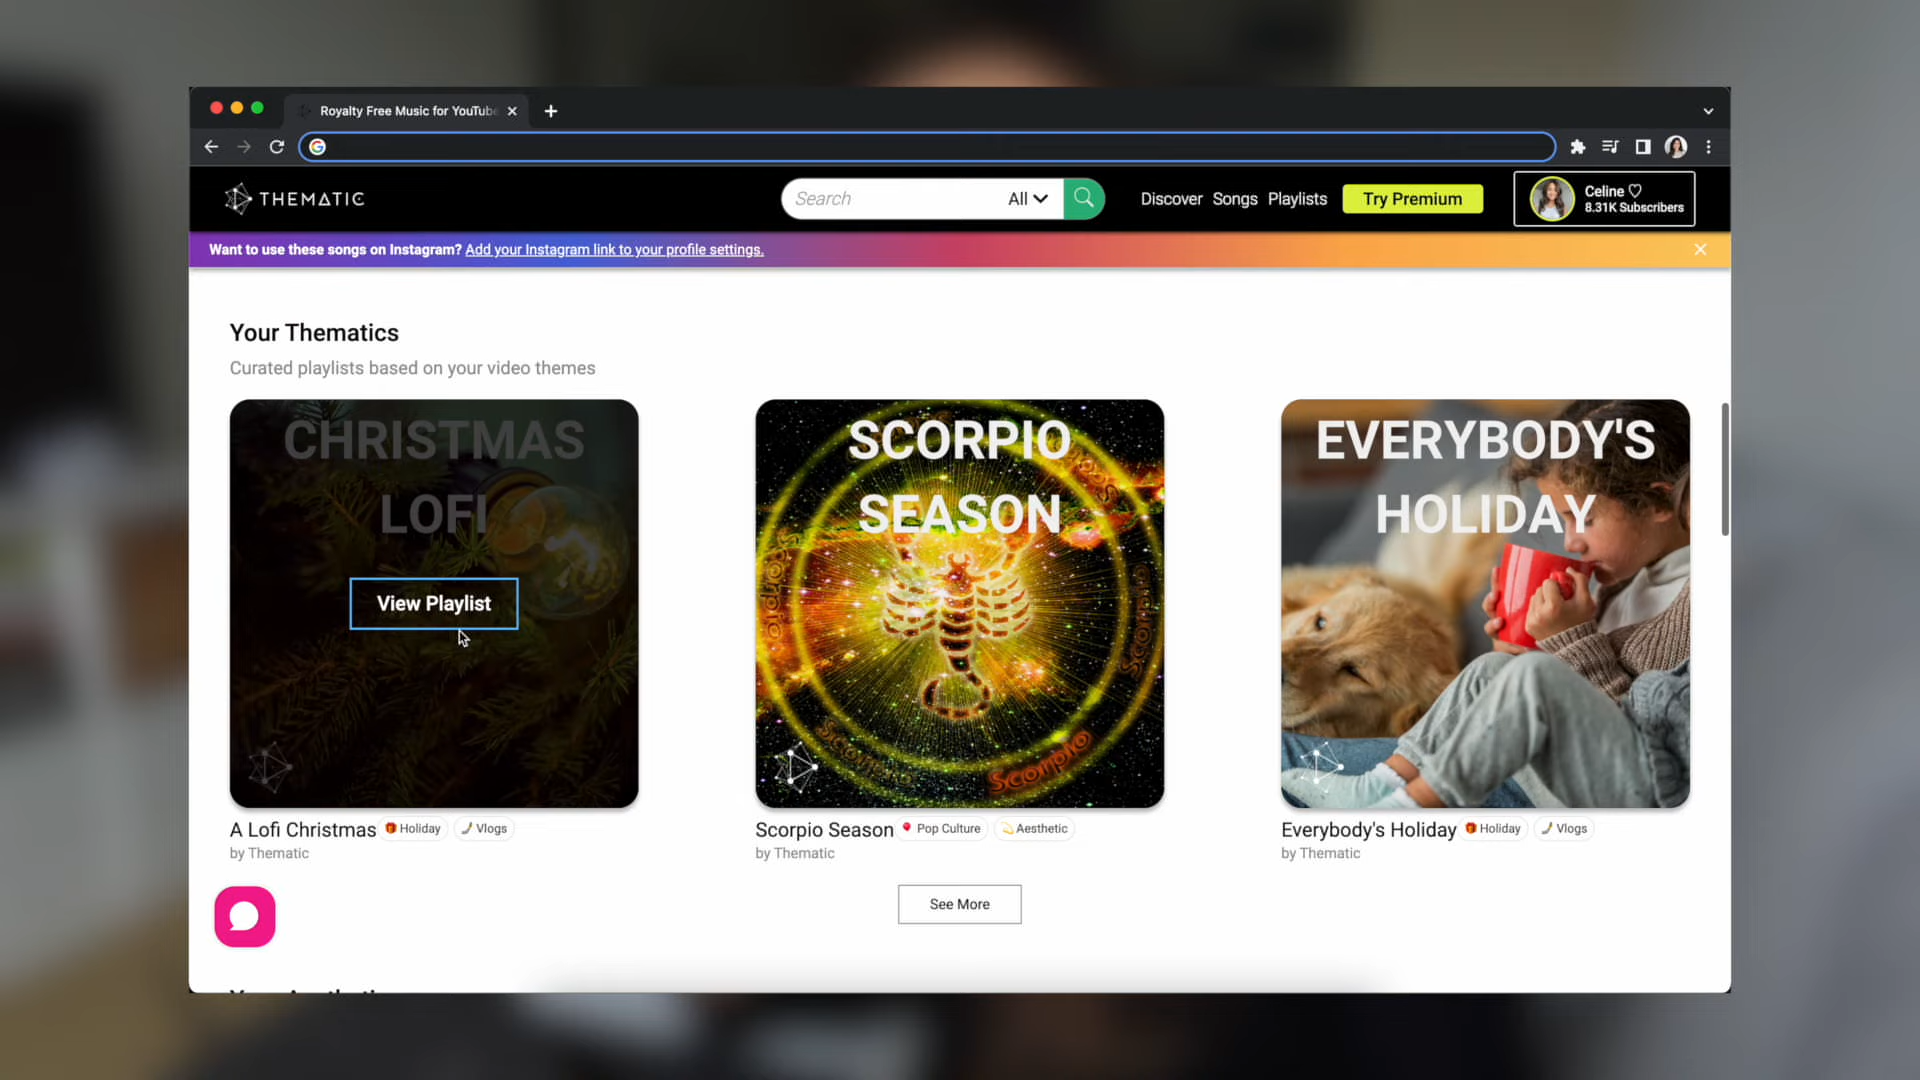 Royalty Free Music for YouTube
THEMATIC
Search
All
Discover
Songs
Playlists
Try Premium
Celine ♡
8.31K Subscribers
Want to use these songs on Instagram? Add your Instagram link to your profile settings.
Your Thematics
Curated playlists based on your video themes
CHRISTMAS
LOFI
View Playlist
SCORPIO
SEASON
Scorpio
EVERYBODY'S
HOLIDAY
A Lofi Christmas
Holiday
Vlogs
by Thematic
Scorpio Season
Pop Culture
Aesthetic
by Thematic
Everybody's Holiday
Holiday
Vlogs
by Thematic
See More